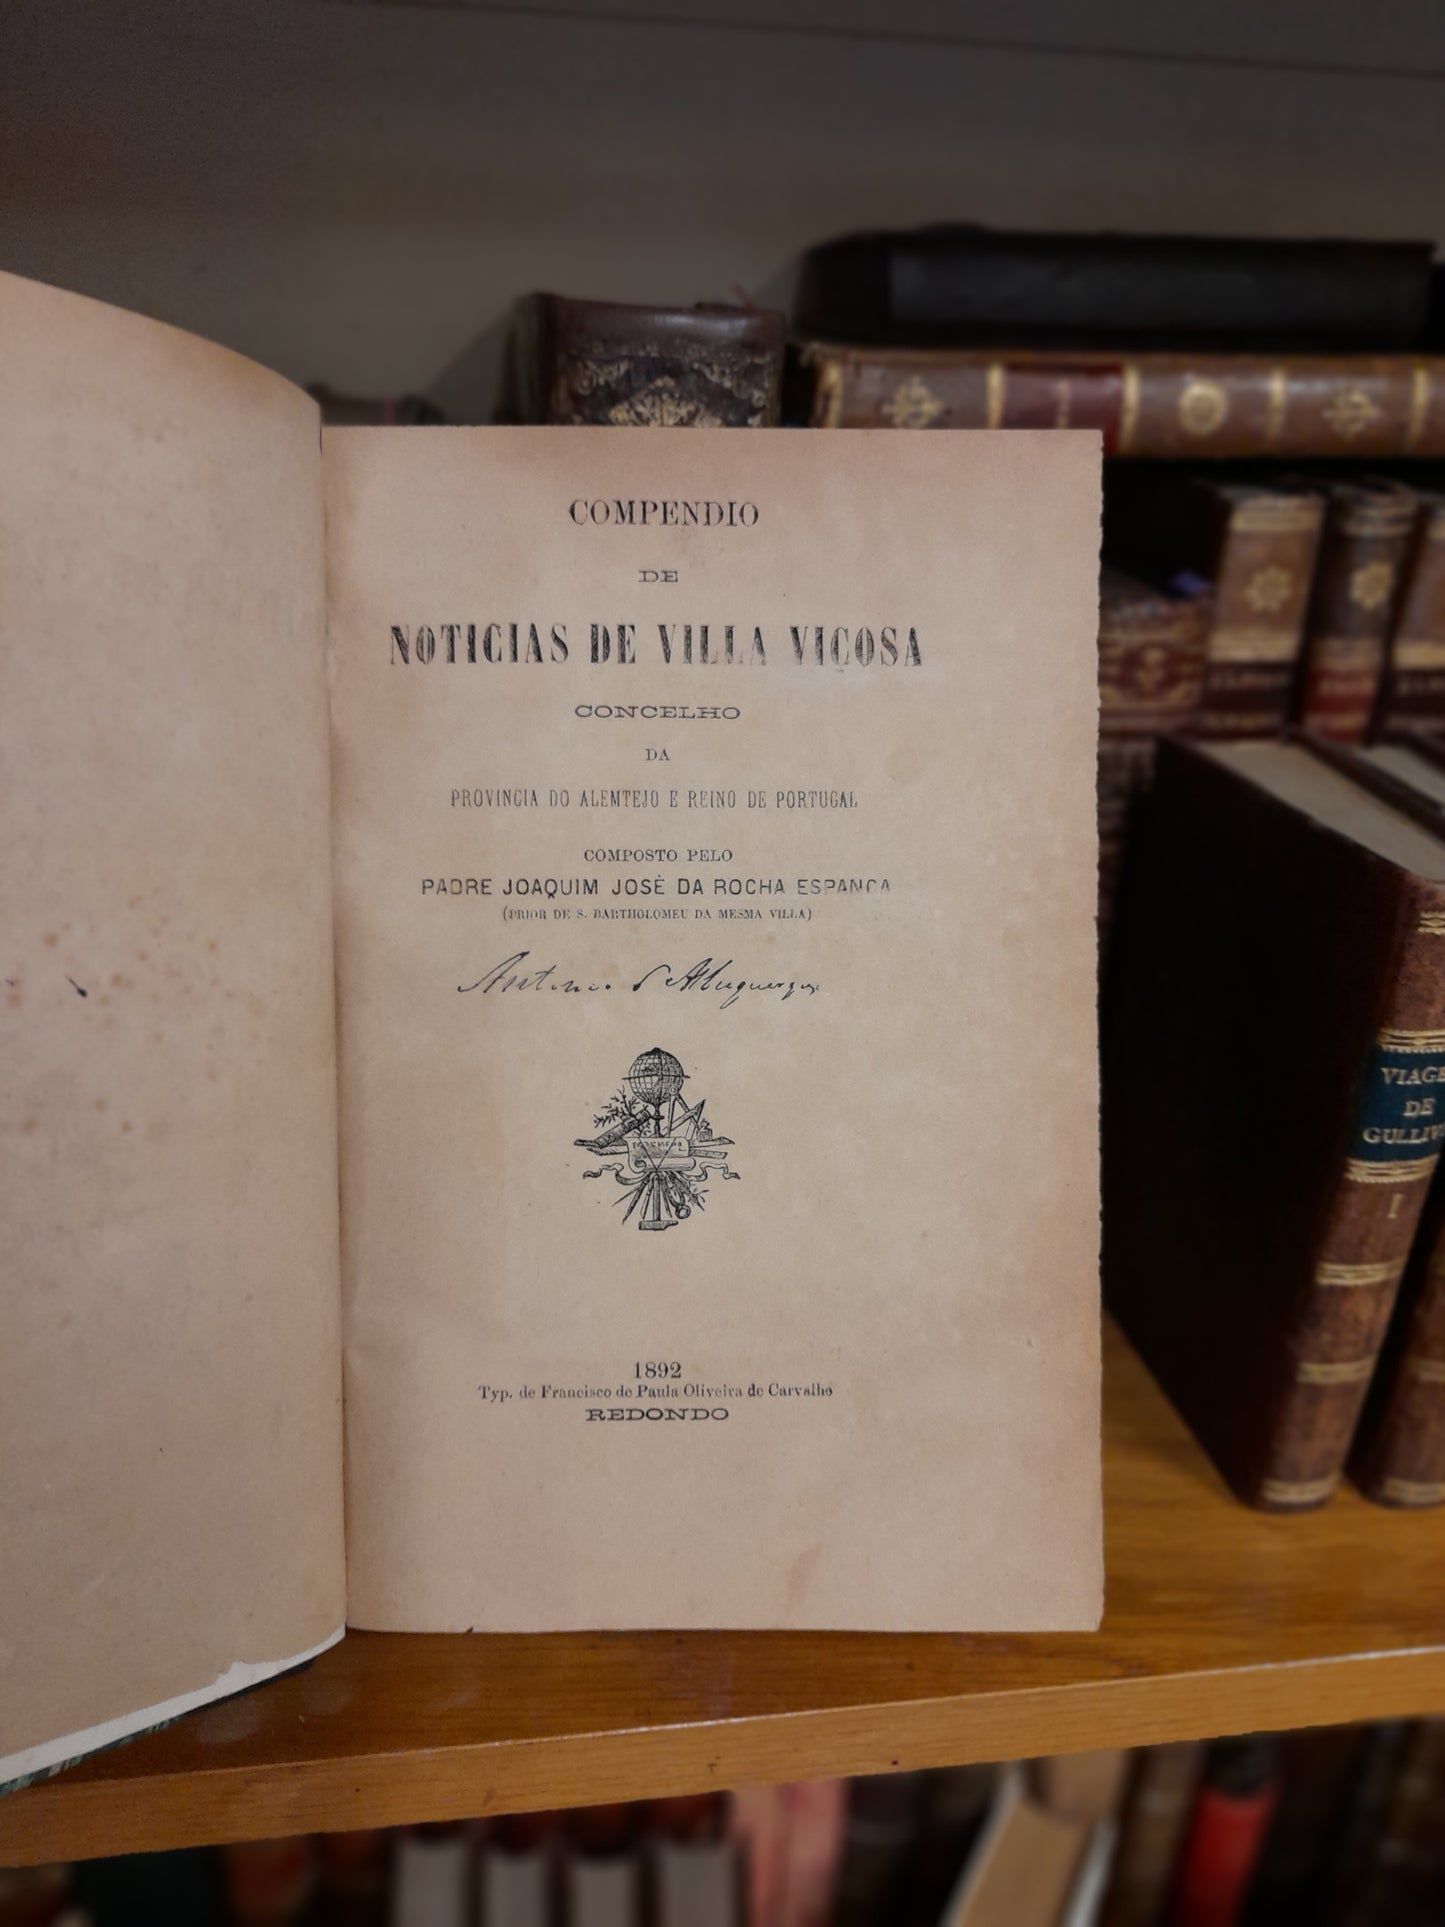 COMPENDIO
DE
NOTICIAS DE VILLA VIÇOSA
CONCELHO
DA
PROVINCIA DO ALEMTEJO E REINO DE PORTUGAL
COMPOSTO PELO
PADRE JOAQUIM JOSÈ DA ROCHA ESPANCA
(PRIOR DE S. BARTHOLOMEU DA MESMA VILLA)
Antonio d'Albuquerque
1892
Typ. de Francisco de Paula Oliveira de Carvalho
REDONDO
VIAGE
DE
GULLIV
I